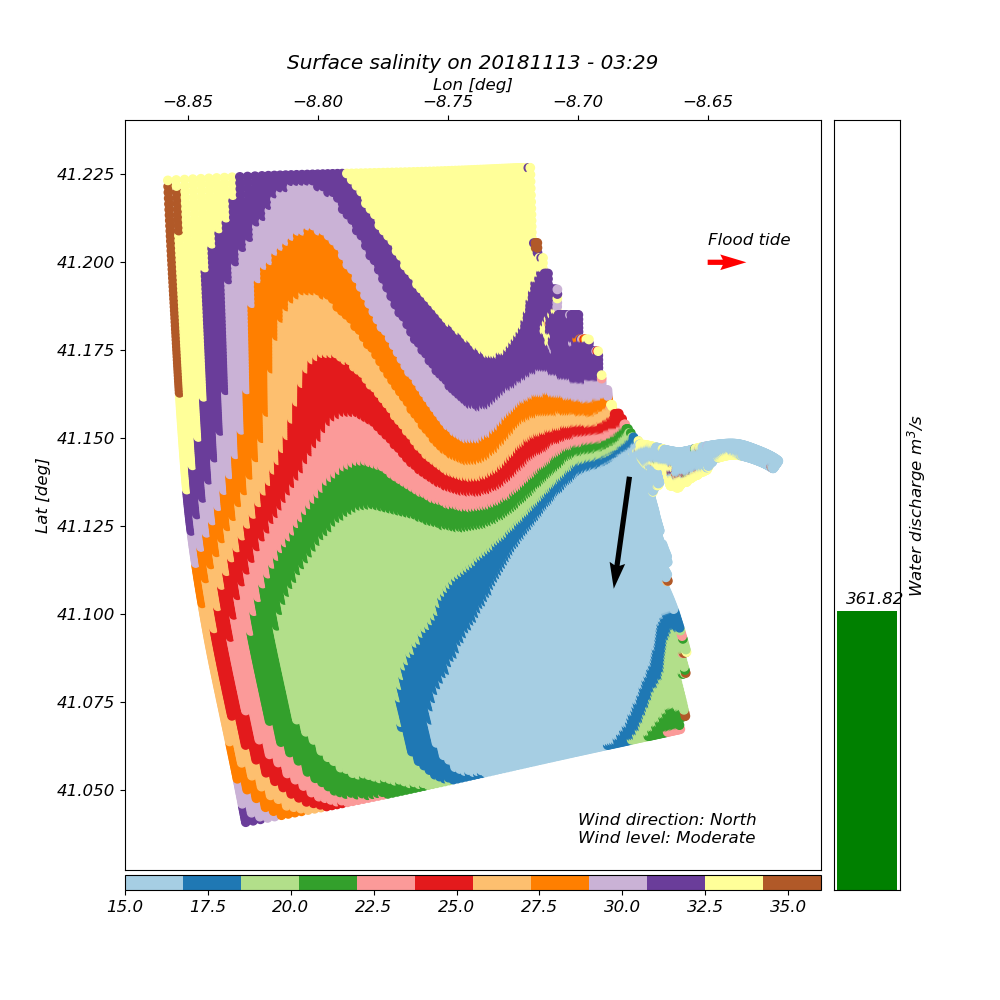 Surface salinity on 20181113 - 03:29
Lon [deg]
−8.85 −8.80 −8.75 −8.70 −8.65
41.225
41.200
41.175
41.150
41.125
41.100
41.075
41.050
Lat [deg]
Flood tide
Wind direction: North
Wind level: Moderate
15.0 17.5 20.0 22.5 25.0 27.5 30.0 32.5 35.0
361.82
Water discharge m³/s